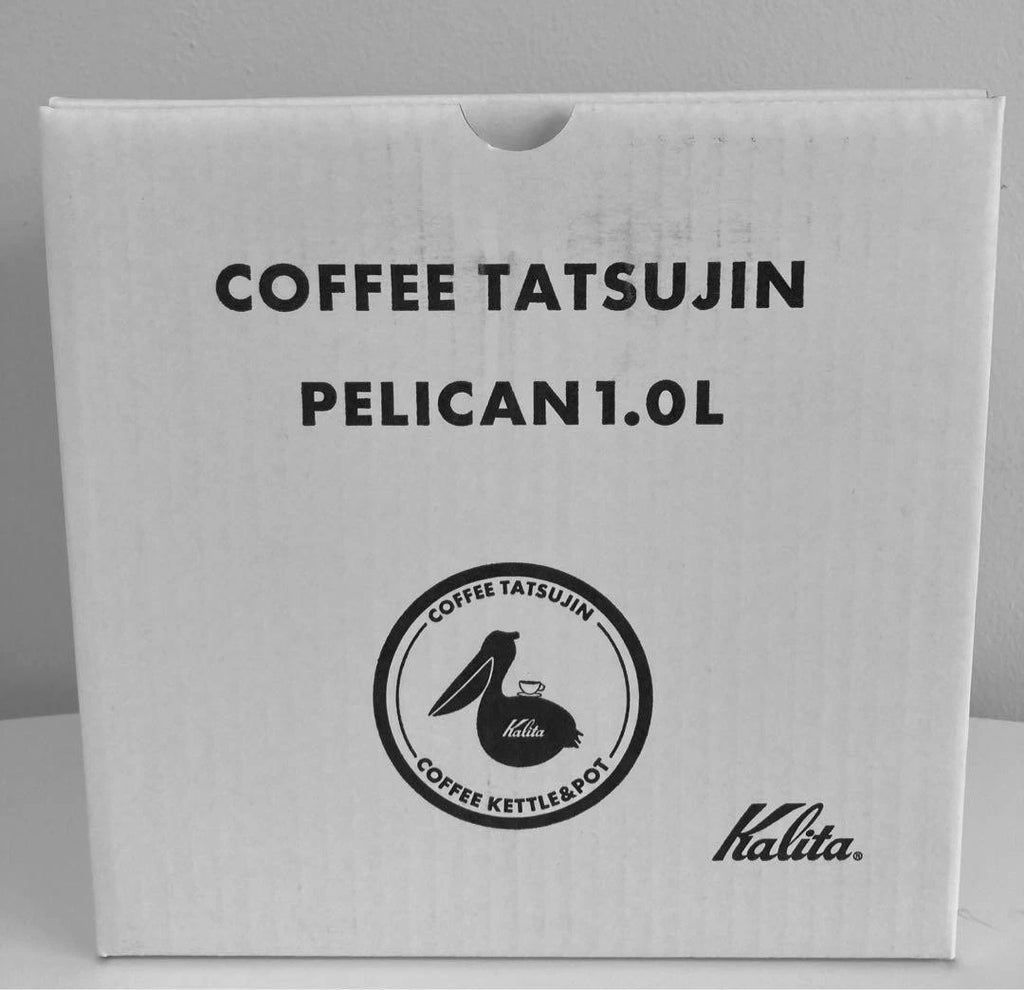 COFFEE TATSUJIN
PELICAN 1.0L
COFFEE TATSUJIN
Kalita
COFFEE KETTLE&POT
Kalita®